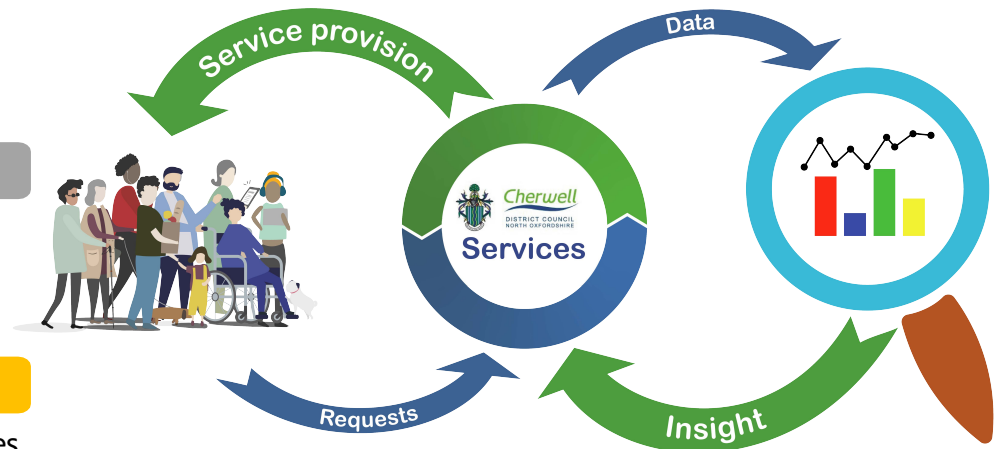 Service provision
Data
Cherwell
DISTRICT COUNCIL
NORTH OXFORDSHIRE
Services
Requests
Insight